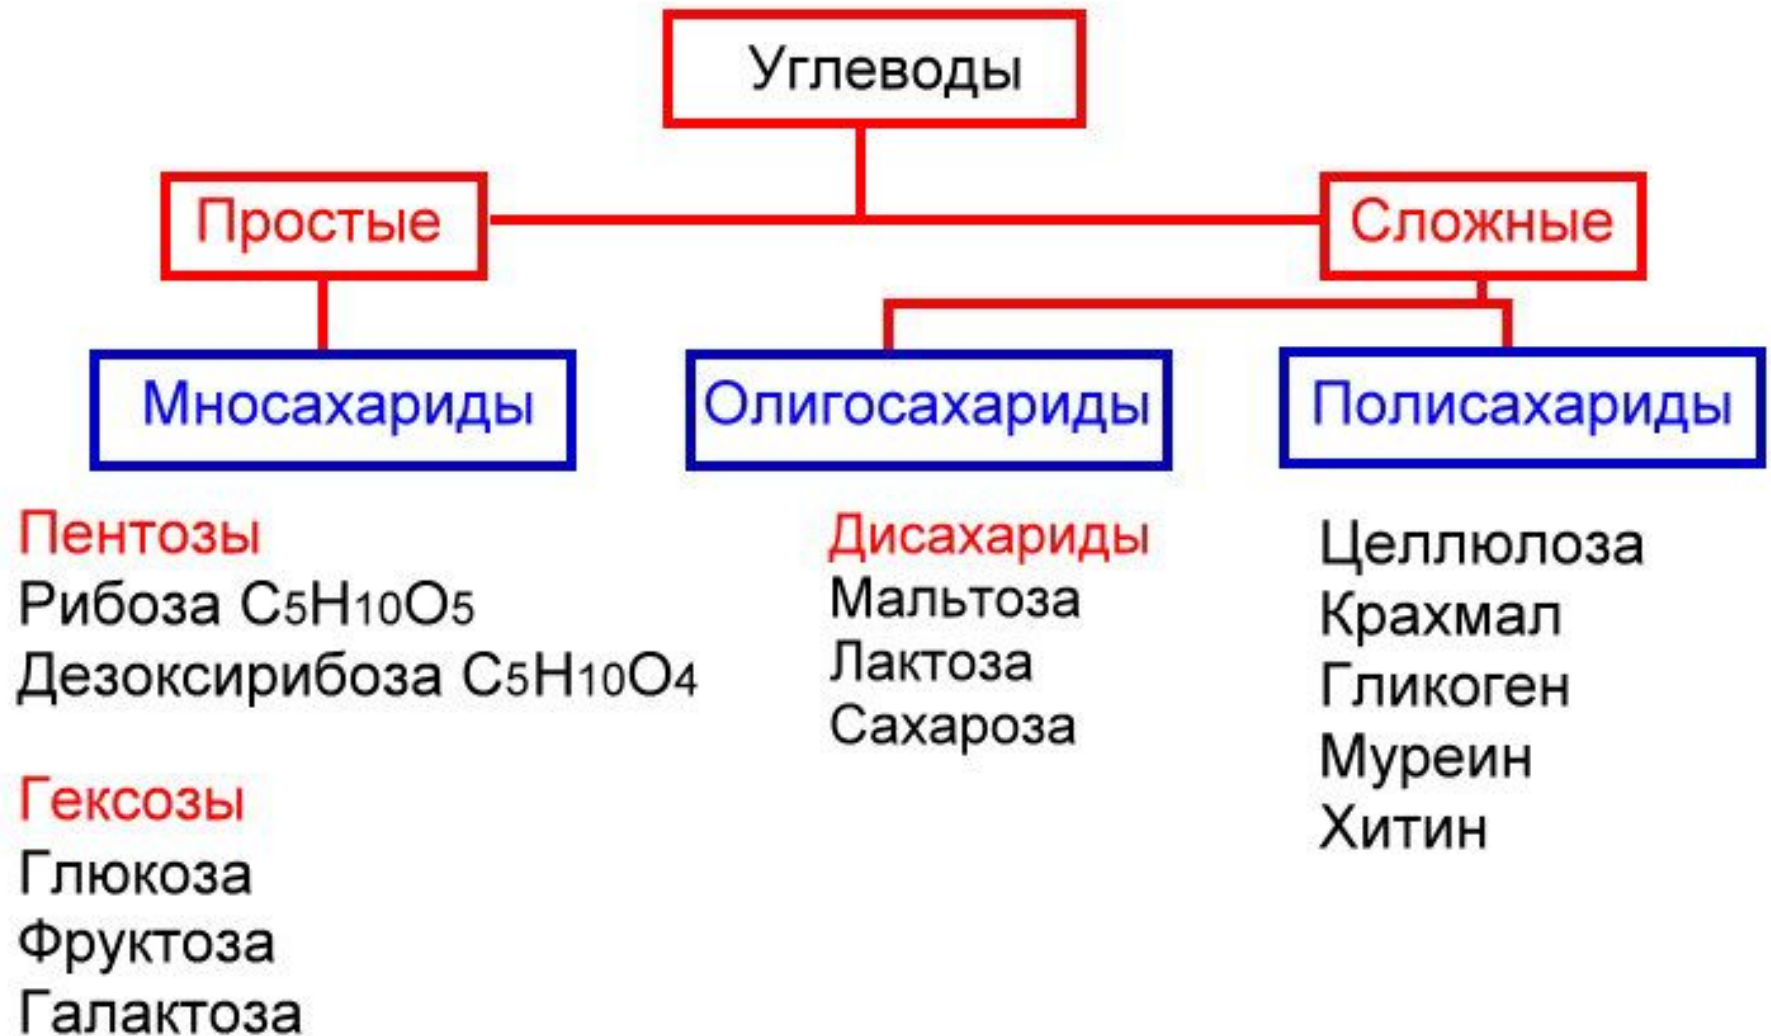 Углеводы
Простые
Сложные
Мносахариды
Олигосахариды
Полисахариды
Пентозы
Рибоза C5H10O5
Дезоксирибоза C5H10O4
Гексозы
Глюкоза
Фруктоза
Галактоза
Дисахариды
Мальтоза
Лактоза
Сахароза
Целлюлоза
Крахмал
Гликоген
Муреин
Хитин